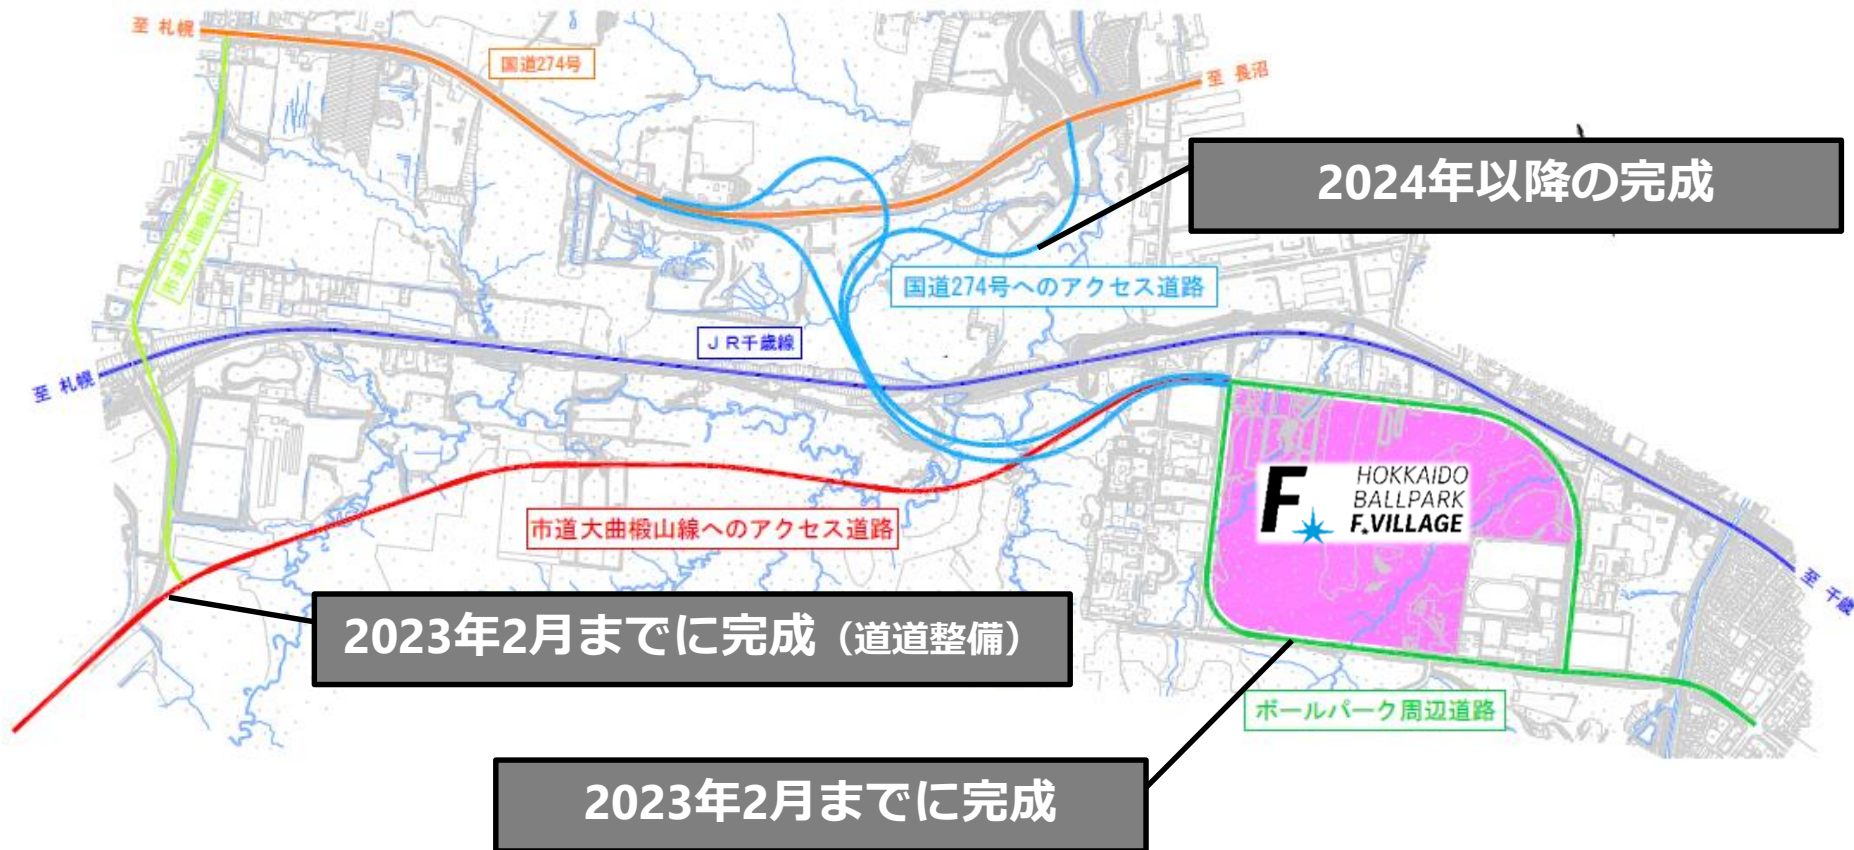 至 札幌
国道274号
至 長沼
2024年以降の完成
市道大曲椴山線
国道274号へのアクセス道路
JR千歳線
至 札幌
HOKKAIDO
BALLPARK
F VILLAGE
F
市道大曲椴山線へのアクセス道路
至 千歳
2023年2月までに完成（道道整備）
ボールパーク周辺道路
2023年2月までに完成